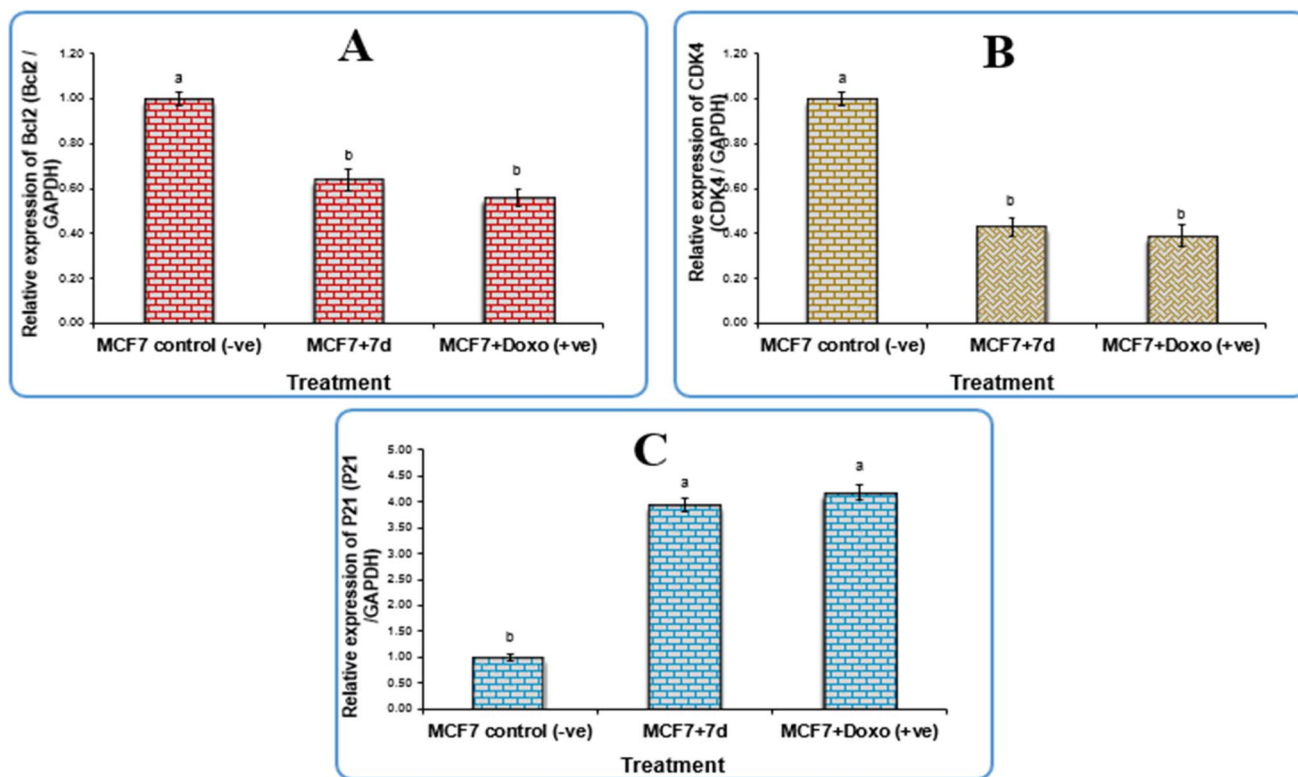 A
Relative expression of Bcl2 (Bcl2 /
GAPDH)
1.20
1.00
0.80
0.60
0.40
0.20
0.00
a
b
b
MCF7 control (-ve)
MCF7+7d
MCF7+Doxo (+ve)
Treatment
B
Relative expression of CDK4
(CDK4 / GAPDH)
1.20
1.00
0.80
0.60
0.40
0.20
0.00
a
b
b
MCF7 control (-ve)
MCF7+7d
MCF7+Doxo (+ve)
Treatment
C
Relative expression of P21 (P21
/GAPDH)
5.00
4.50
4.00
3.50
3.00
2.50
2.00
1.50
1.00
0.50
0.00
b
a
a
MCF7 control (-ve)
MCF7+7d
MCF7+Doxo (+ve)
Treatment